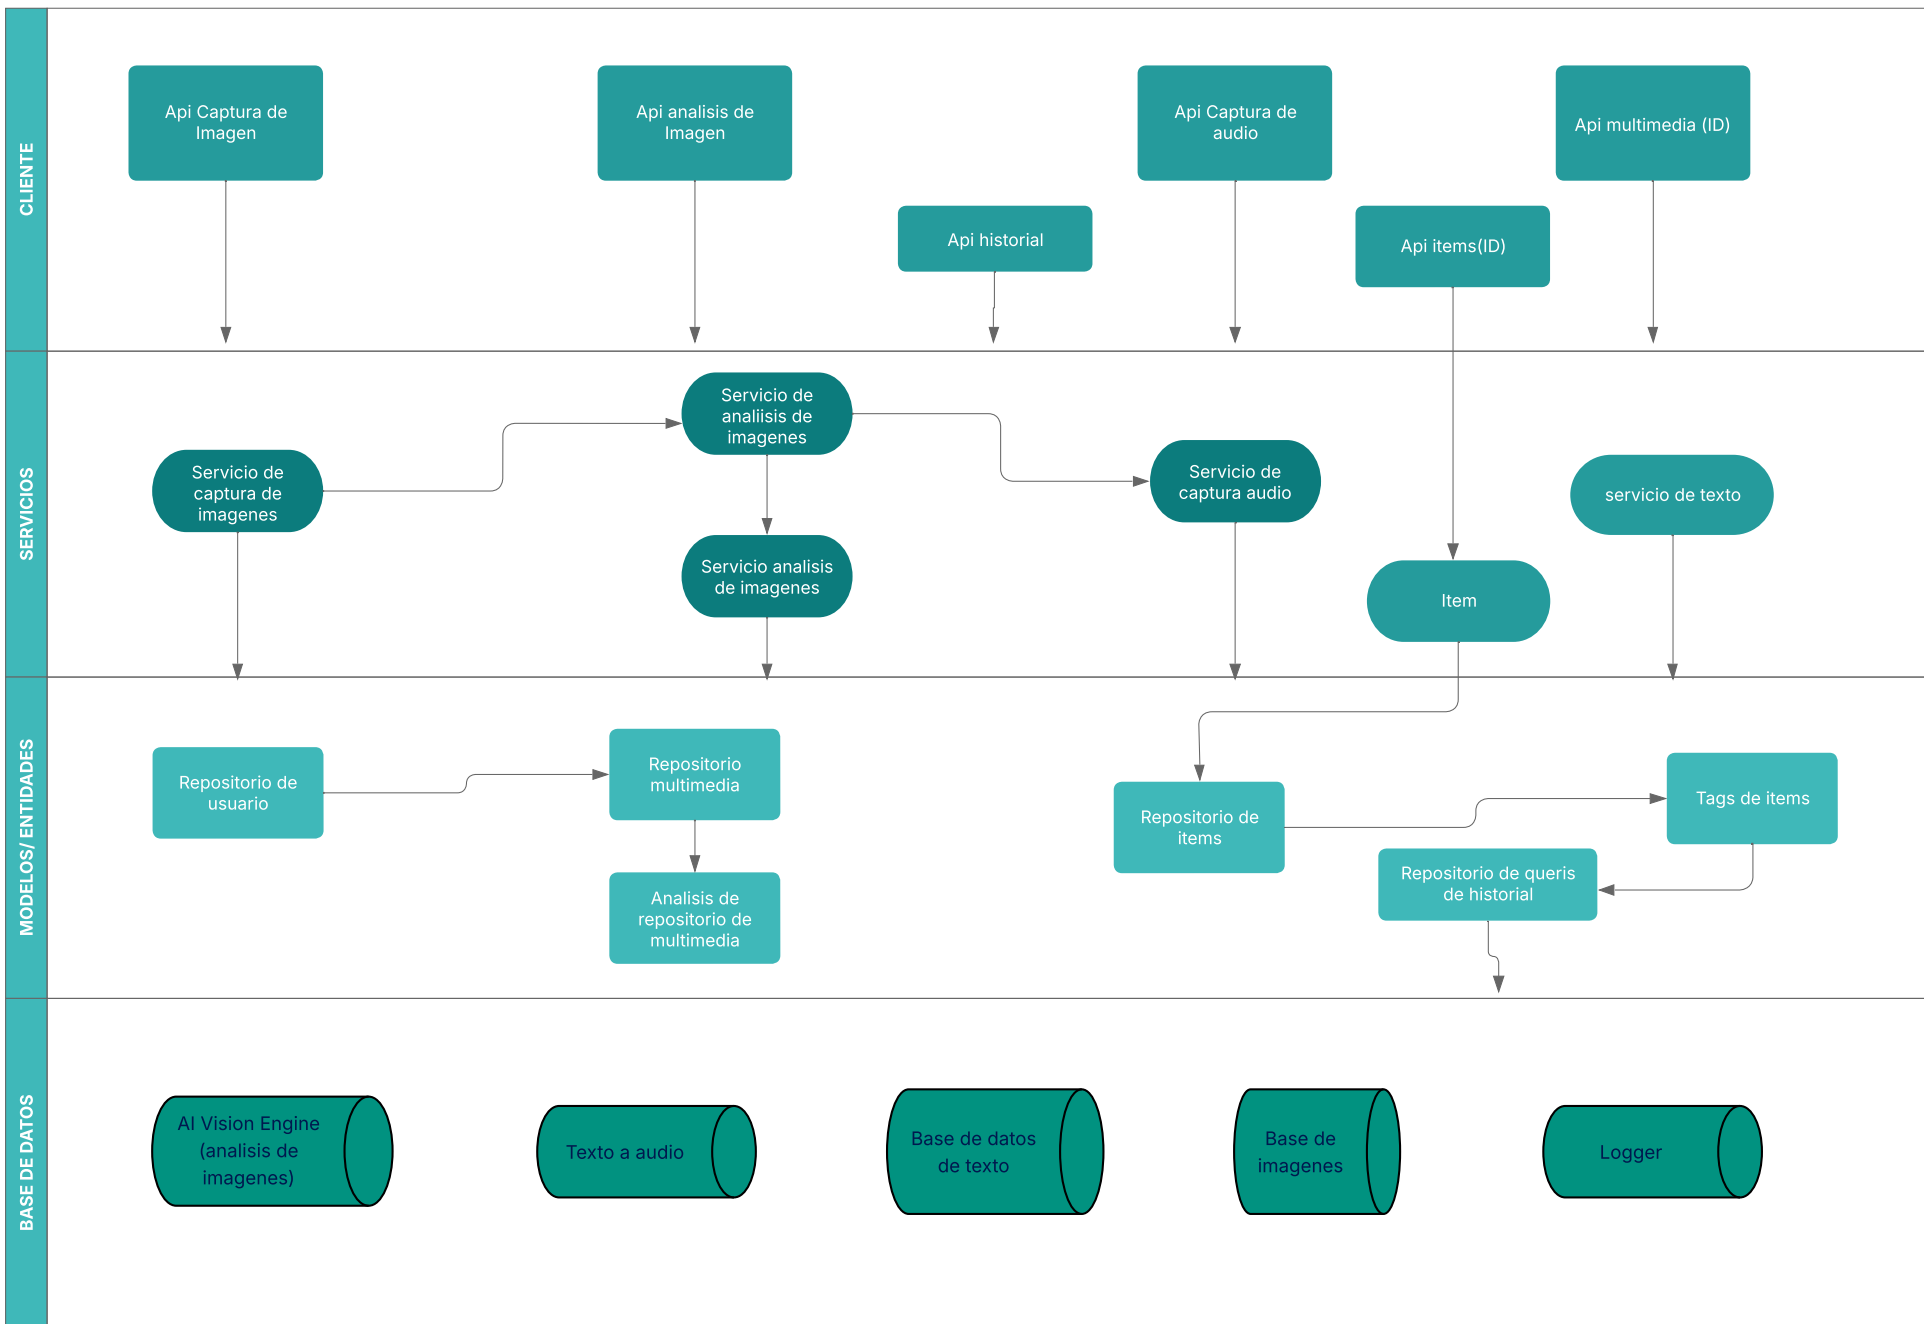 CLIENTE
Api Captura de
Imagen
Api analisis de
Imagen
Api historial
Api Captura de
audio
Api items(ID)
Api multimedia (ID)
SERVICIOS
Servicio de
captura de
imagenes
Servicio de
analiisis de
imagenes
Servicio analisis
de imagenes
Servicio de
captura audio
Item
servicio de texto
MODELOS/ ENTIDADES
Repositorio de
usuario
Repositorio
multimedia
Analisis de
repositorio de
multimedia
Repositorio de
items
Tags de items
Repositorio de queris
de historial
BASE DE DATOS
AI Vision Engine
(analisis de
imagenes)
Texto a audio
Base de datos
de texto
Base de
imagenes
Logger